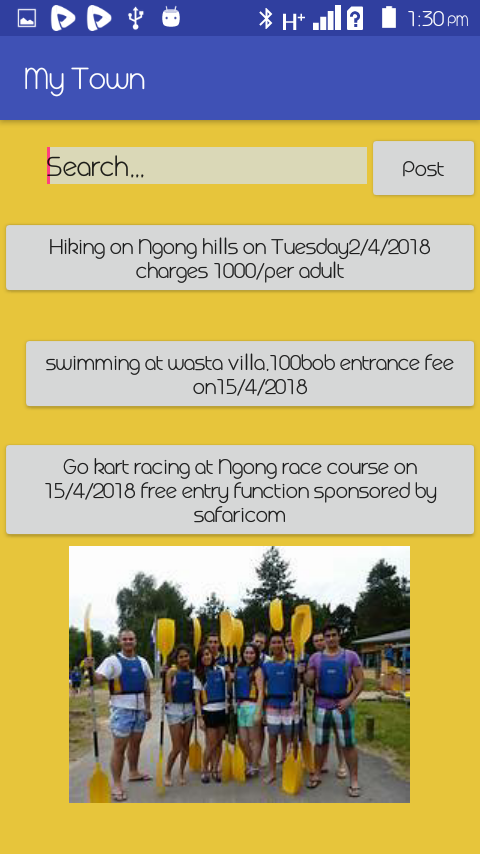 H+ 1:30 PM
My Town
Search...
Post
Hiking on Ngong hills on Tuesday2/4/2018
charges 1000/per adult
swimming at wasta villa,100bob entrance fee
on15/4/2018
Go kart racing at Ngong race course on
15/4/2018 free entry function sponsored by
safaricom